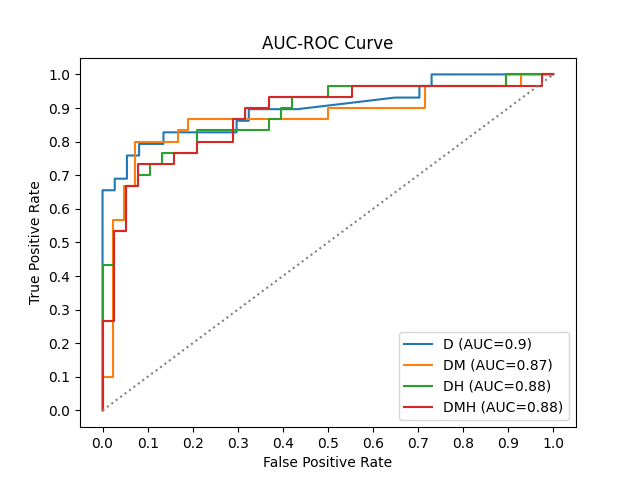 AUC-ROC Curve
True Positive Rate
1.0
0.9
0.8
0.7
0.6
0.5
0.4
0.3
0.2
0.1
0.0
D (AUC=0.9)
DM (AUC=0.87)
DH (AUC=0.88)
DMH (AUC=0.88)
0.0 0.1 0.2 0.3 0.4 0.5 0.6 0.7 0.8 0.9 1.0
False Positive Rate